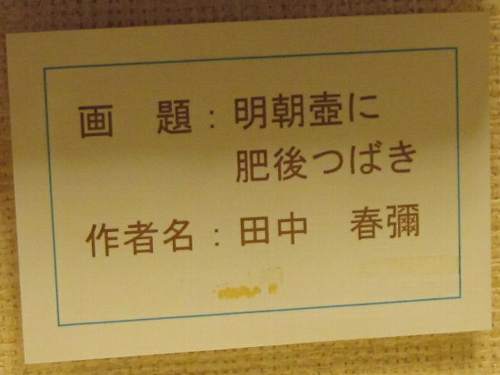 画　題：明朝壺に
肥後つばき
作者名：田中　春彌